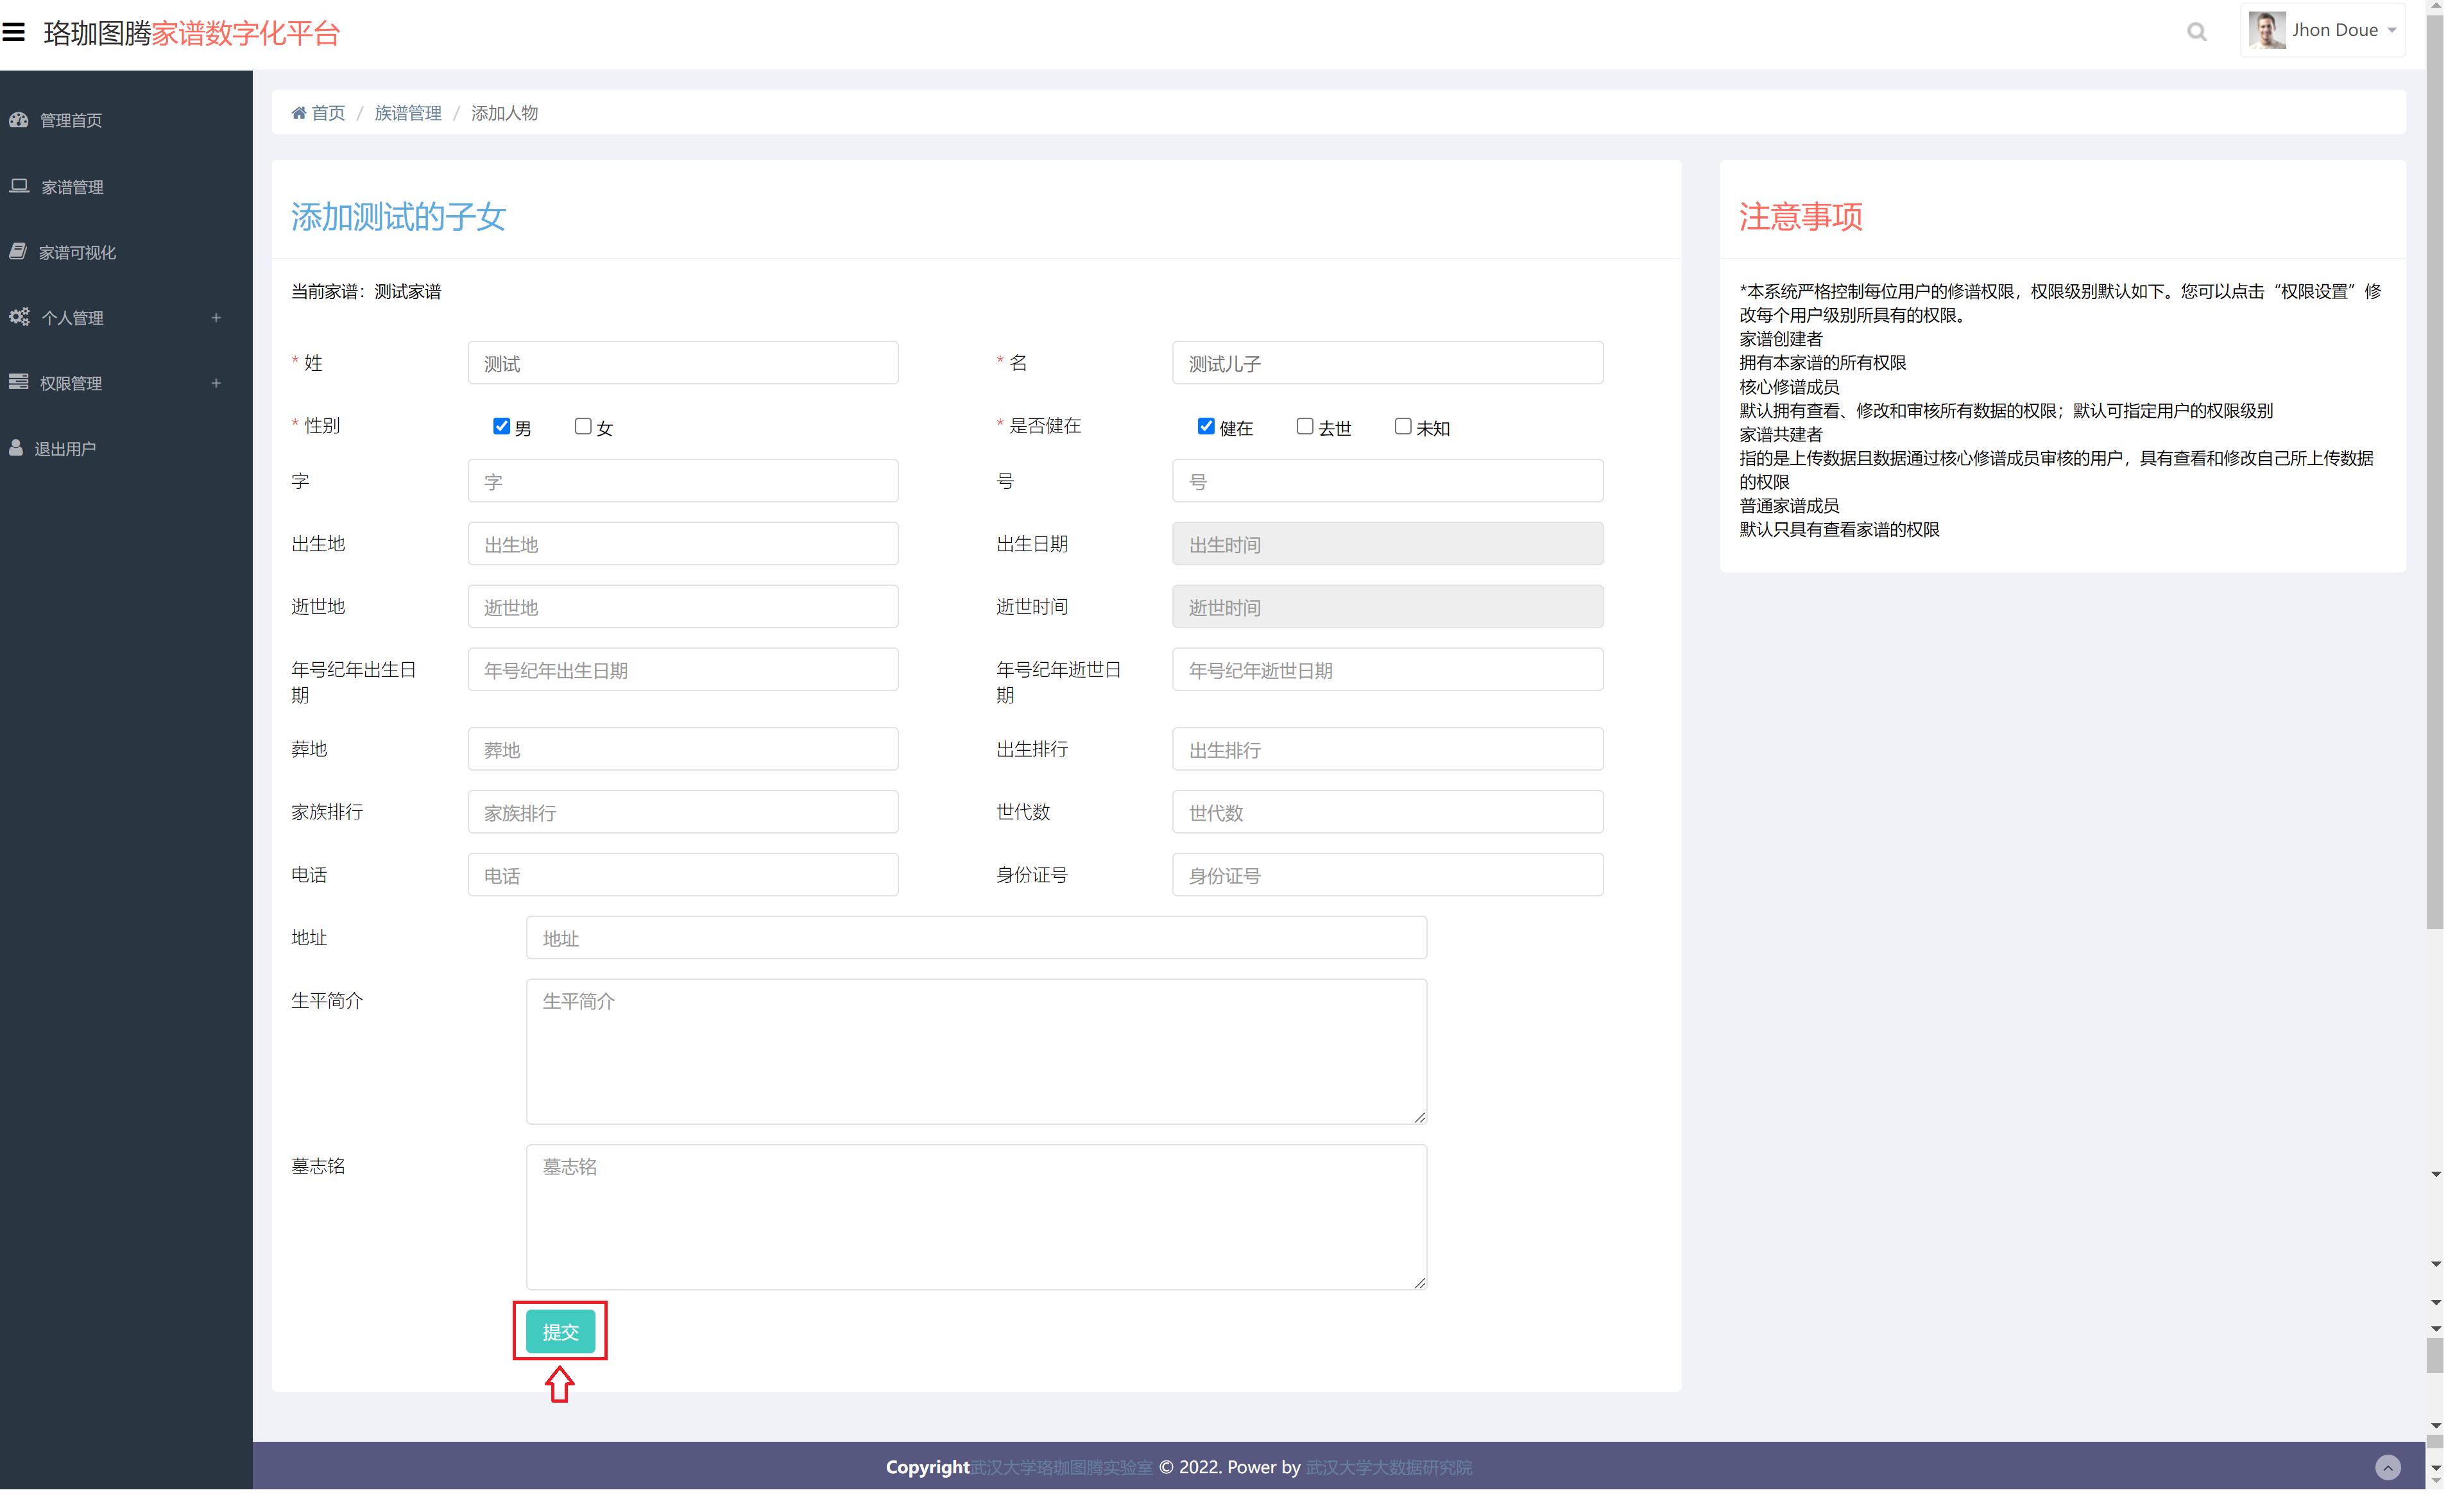 珞珈图腾家谱数字化平台
Jhon Doue
管理首页
家谱管理
家谱可视化
个人管理 +
权限管理 +
退出用户
首页 / 族谱管理 / 添加人物
添加测试的子女
当前家谱：测试家谱
* 姓 测试 * 名 测试儿子
* 性别 男 女 * 是否健在 健在 去世 未知
字 字 号 号
出生地 出生地 出生日期 出生时间
逝世地 逝世地 逝世时间 逝世时间
年号纪年出生日期 年号纪年出生日期 年号纪年逝世日期 年号纪年逝世日期
葬地 葬地 出生排行 出生排行
家族排行 家族排行 世代数 世代数
电话 电话 身份证号 身份证号
地址 地址
生平简介 生平简介
墓志铭 墓志铭
提交
注意事项
*本系统严格控制每位用户的修谱权限，权限级别默认如下。您可以点击“权限设置”修
改每个用户级别所具有的权限。
家谱创建者
拥有本家谱的所有权限
核心修谱成员
默认拥有查看、修改和审核所有数据的权限；默认可指定用户的权限级别
家谱共建者
指的是上传数据且数据通过核心修谱成员审核的用户，具有查看和修改自己所上传数据
的权限
普通家谱成员
默认只具有查看家谱的权限
Copyright武汉大学珞珈图腾实验室 © 2022. Power by 武汉大学大数据研究院